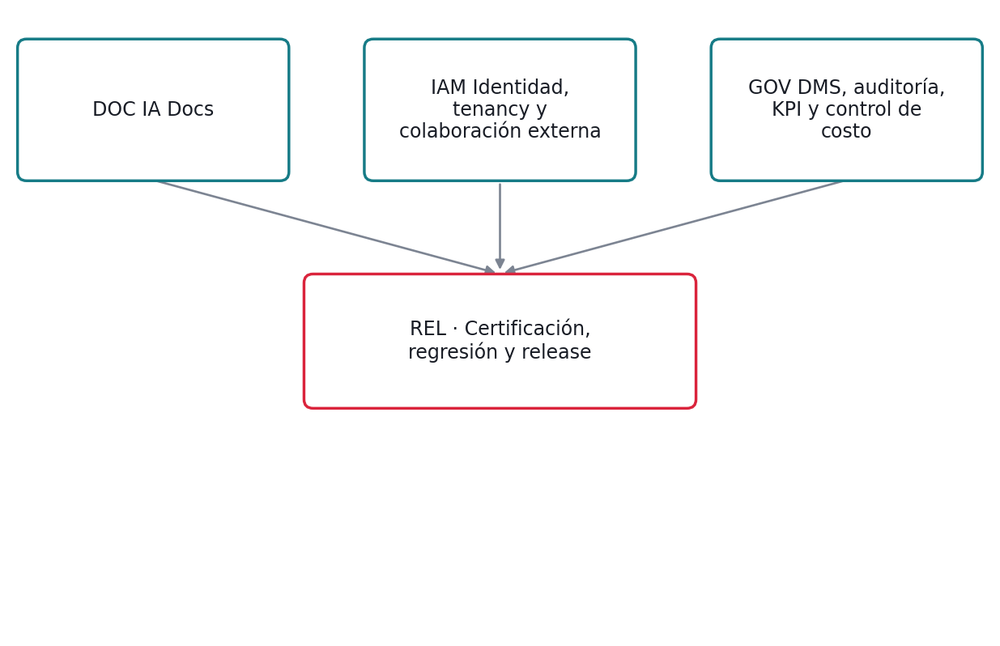 DOC IA Docs
IAM Identidad,
tenancy y
colaboración externa
GOV DMS, auditoría,
KPI y control de
costo
REL · Certificación,
regresión y release